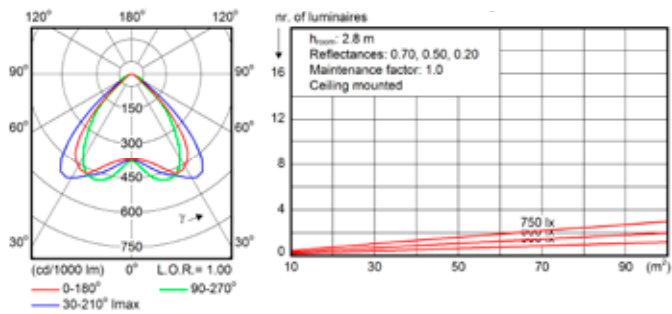 120° 180° 120°
90° 90°
150
60° 60°
300
450
600
γ
30° 750 30°
(cd/1000 lm) 0° L.O.R.= 1.00
0-180° 90-270°
30-210° Imax
nr. of luminaires
hroom: 2.8 m
Reflectances: 0.70, 0.50, 0.20
Maintenance factor: 1.0
Ceiling mounted
16
12
8
4
0
750 lx
lx
lx
10 30 50 70 90 (m²)